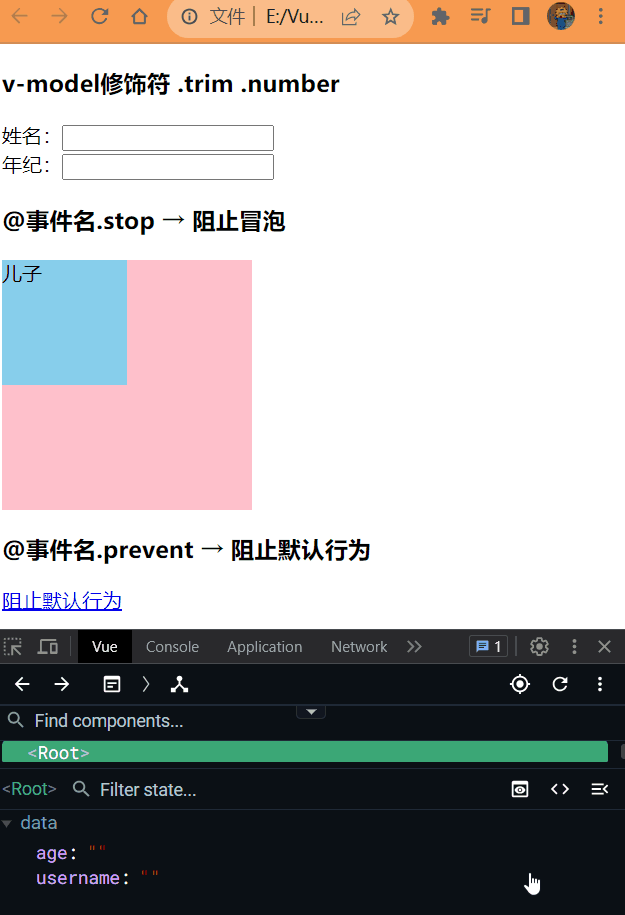 文件 | E:/Vu...
v-model修饰符 .trim .number
姓名：
年纪：
@事件名.stop → 阻止冒泡
儿子
@事件名.prevent → 阻止默认行为
阻止默认行为
Vue Console Application Network 1
Find components...
<Root>
<Root> Filter state...
data
age: ""
username: ""